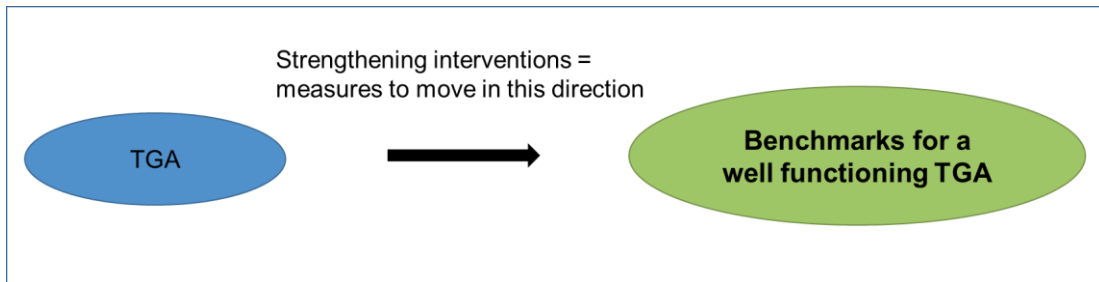 Strengthening interventions =
measures to move in this direction
TGA
Benchmarks for a
well functioning TGA